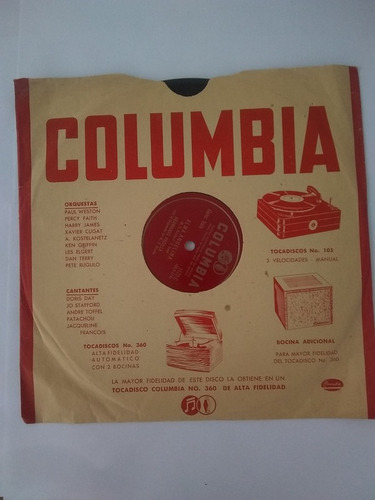 COLUMBIA
ORQUESTAS
PAUL WESTON
PERCY FAITH
HARRY JAMES
XAVIER CUGAT
A. KOSTELANETZ
KEN GRIFFIN
LES ELGART
DAN TERRY
PETE RUGULO
CANTANTES
DORIS DAY
JO STAFFORD
ANDRE TOFFEL
PATACHOU
JACQUELINE
FRANCOIS
COLUMBIA
TOCADISCOS No. 103
3 VELOCIDADES - (MANUAL)
TOCADISCOS No. 360
ALTA FIDELIDAD
AUTOMATICO
CON 2 BOCINAS
BOCINA ADICIONAL
PARA MAYOR FIDELIDAD
DEL TOCADISCO No. 360
LA MAYOR FIDELIDAD DE ESTE DISCO LA OBTIENE EN UN
TOCADISCO COLUMBIA NO. 360 DE ALTA FIDELIDAD